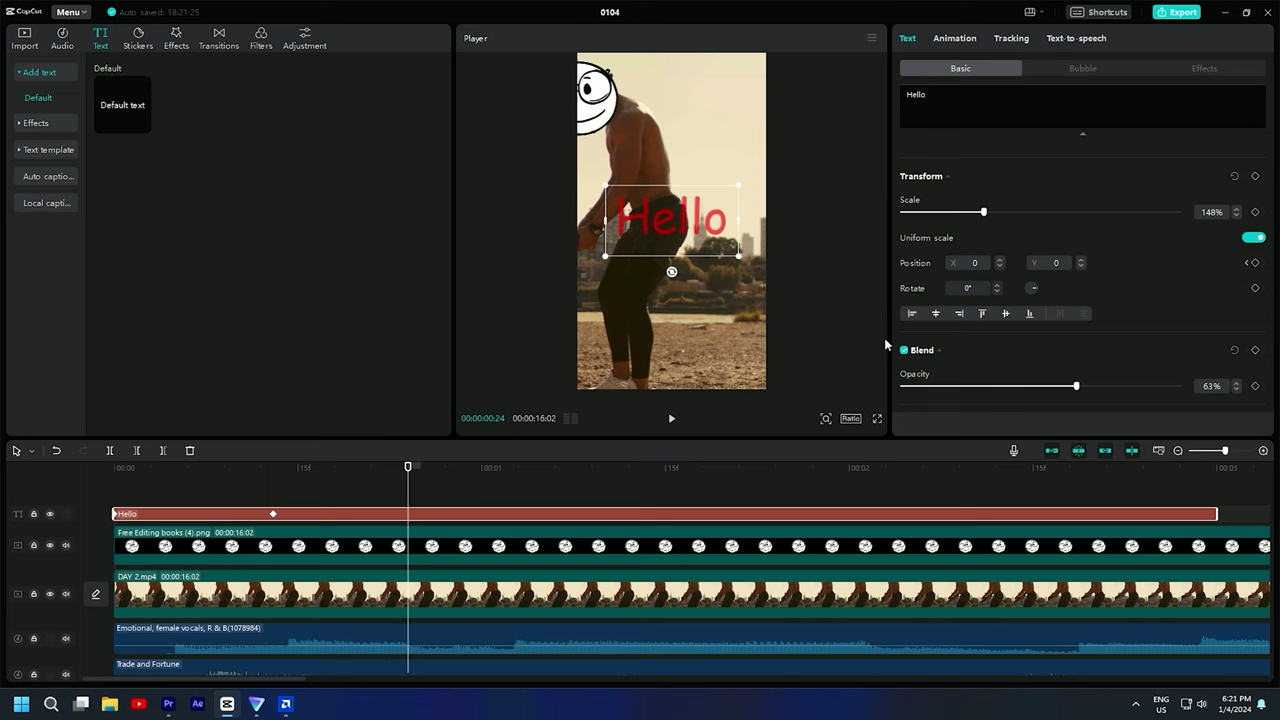 CapCut
Menu
Auto saved: 18:21:25
0104
Shortcuts
Export
Import
Audio
Text
Stickers
Effects
Transitions
Filters
Adjustment
Player
Text
Animation
Tracking
Text-to-speech
Add text
Default
Effects
Text template
Auto captio...
Local capti...
Default
Default text
Hello
00:00:00:24
00:00:16:02
Ratio
Basic
Bubble
Effects
Hello
Transform
Scale
148%
Uniform scale
Position X 0 Y 0
Rotate 0°
Blend
Opacity
63%
00:00
15f
00:01
15f
00:02
15f
00:03
Hello
Free Editing books (4).png 00:00:16:02
DAY 2.mp4 00:00:16:02
Emotional, female vocals, R & B(1078984)
Trade and Fortune
Pr
Ae
ENG
US
6:21 PM
1/4/2024